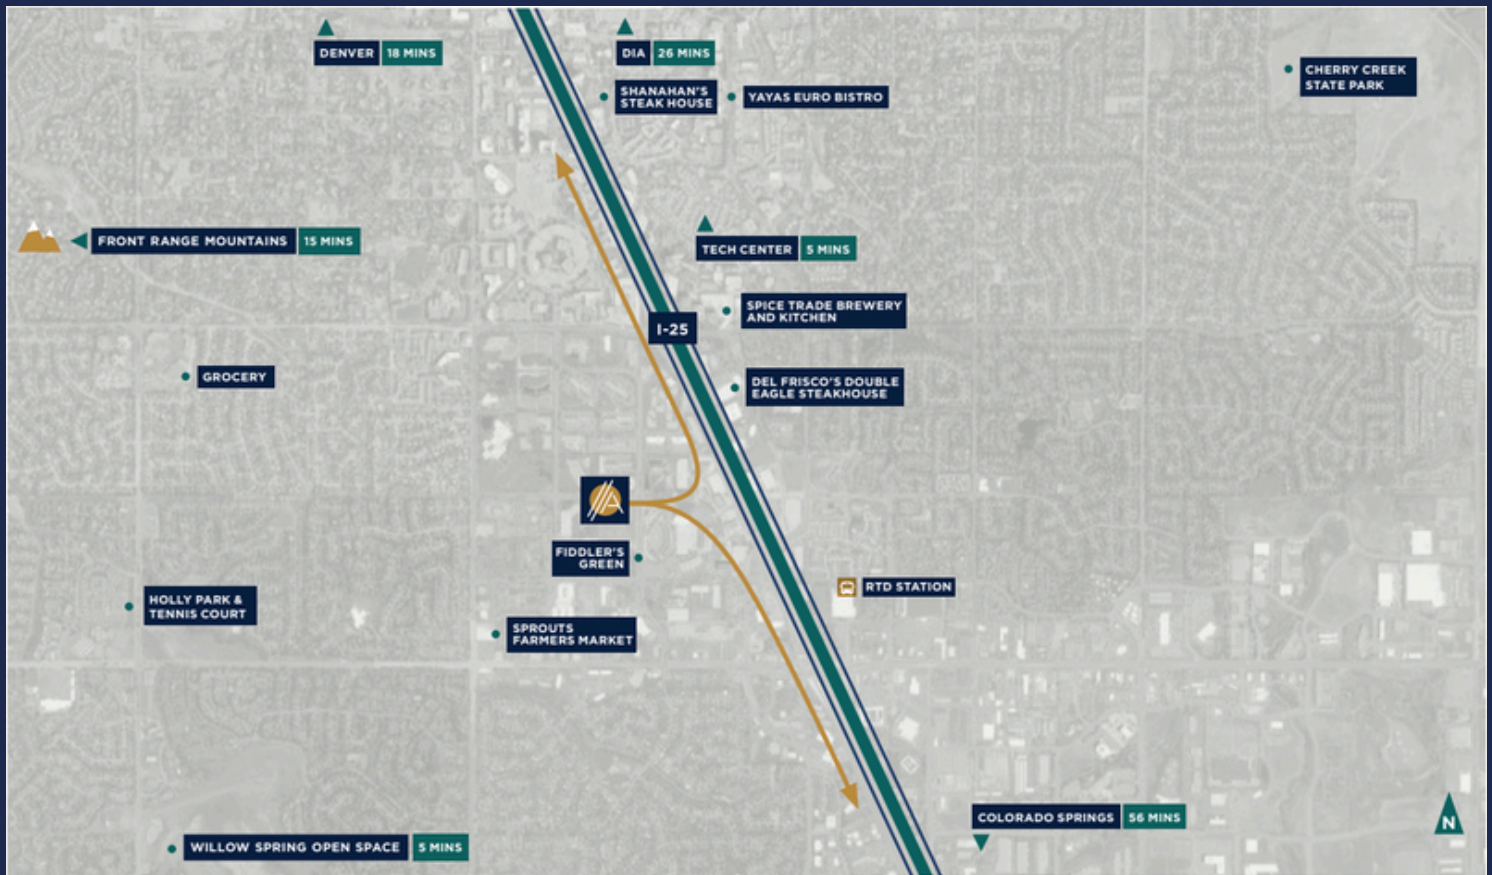 DENVER 18 MINS
DIA 26 MINS
SHANAHAN'S
STEAK HOUSE
YAYAS EURO BISTRO
CHERRY CREEK
STATE PARK
FRONT RANGE MOUNTAINS 15 MINS
TECH CENTER 5 MINS
SPICE TRADE BREWERY
AND KITCHEN
I-25
GROCERY
DEL FRISCO'S DOUBLE
EAGLE STEAKHOUSE
A
FIDDLER'S
GREEN
RTD STATION
HOLLY PARK &
TENNIS COURT
SPROUTS
FARMERS MARKET
COLORADO SPRINGS 56 MINS
N
WILLOW SPRING OPEN SPACE 5 MINS